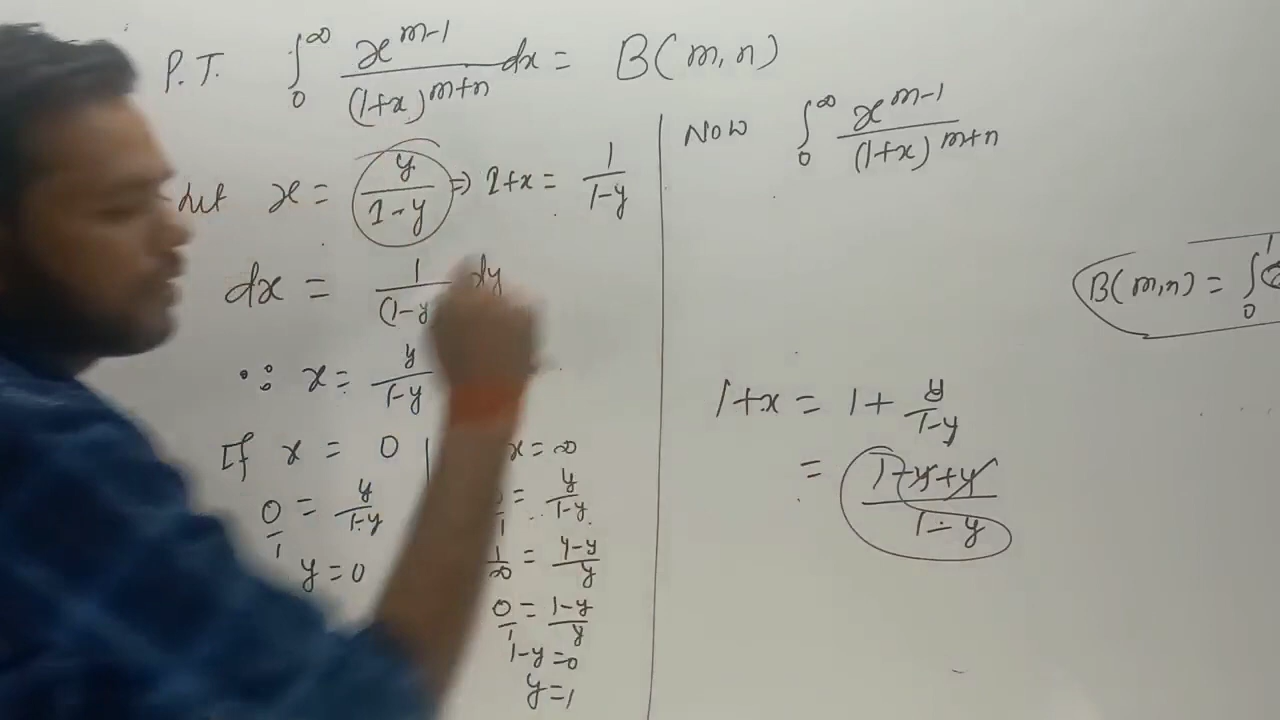 P.T. ∫₀^∞ x^(m-1)/(1+x)^(m+n) dx = B(m,n)
Let x = y/(1-y) ⇒ 1+x = 1/(1-y)
dx = 1/(1-y dy
∵ x = y/(1-y)
If x = 0
0/1 = y/(1-y)
y = 0
x = ∞
= y/(1-y)
1/∞ = y-y/y
0/1 = (1-y)/y
1-y = 0
y = 1
Now ∫₀^∞ x^(m-1)/(1+x)^(m+n)
B(m,n) = ∫₀^1
1+x = 1 + y/(1-y)
= (1-y+y)/(1-y)